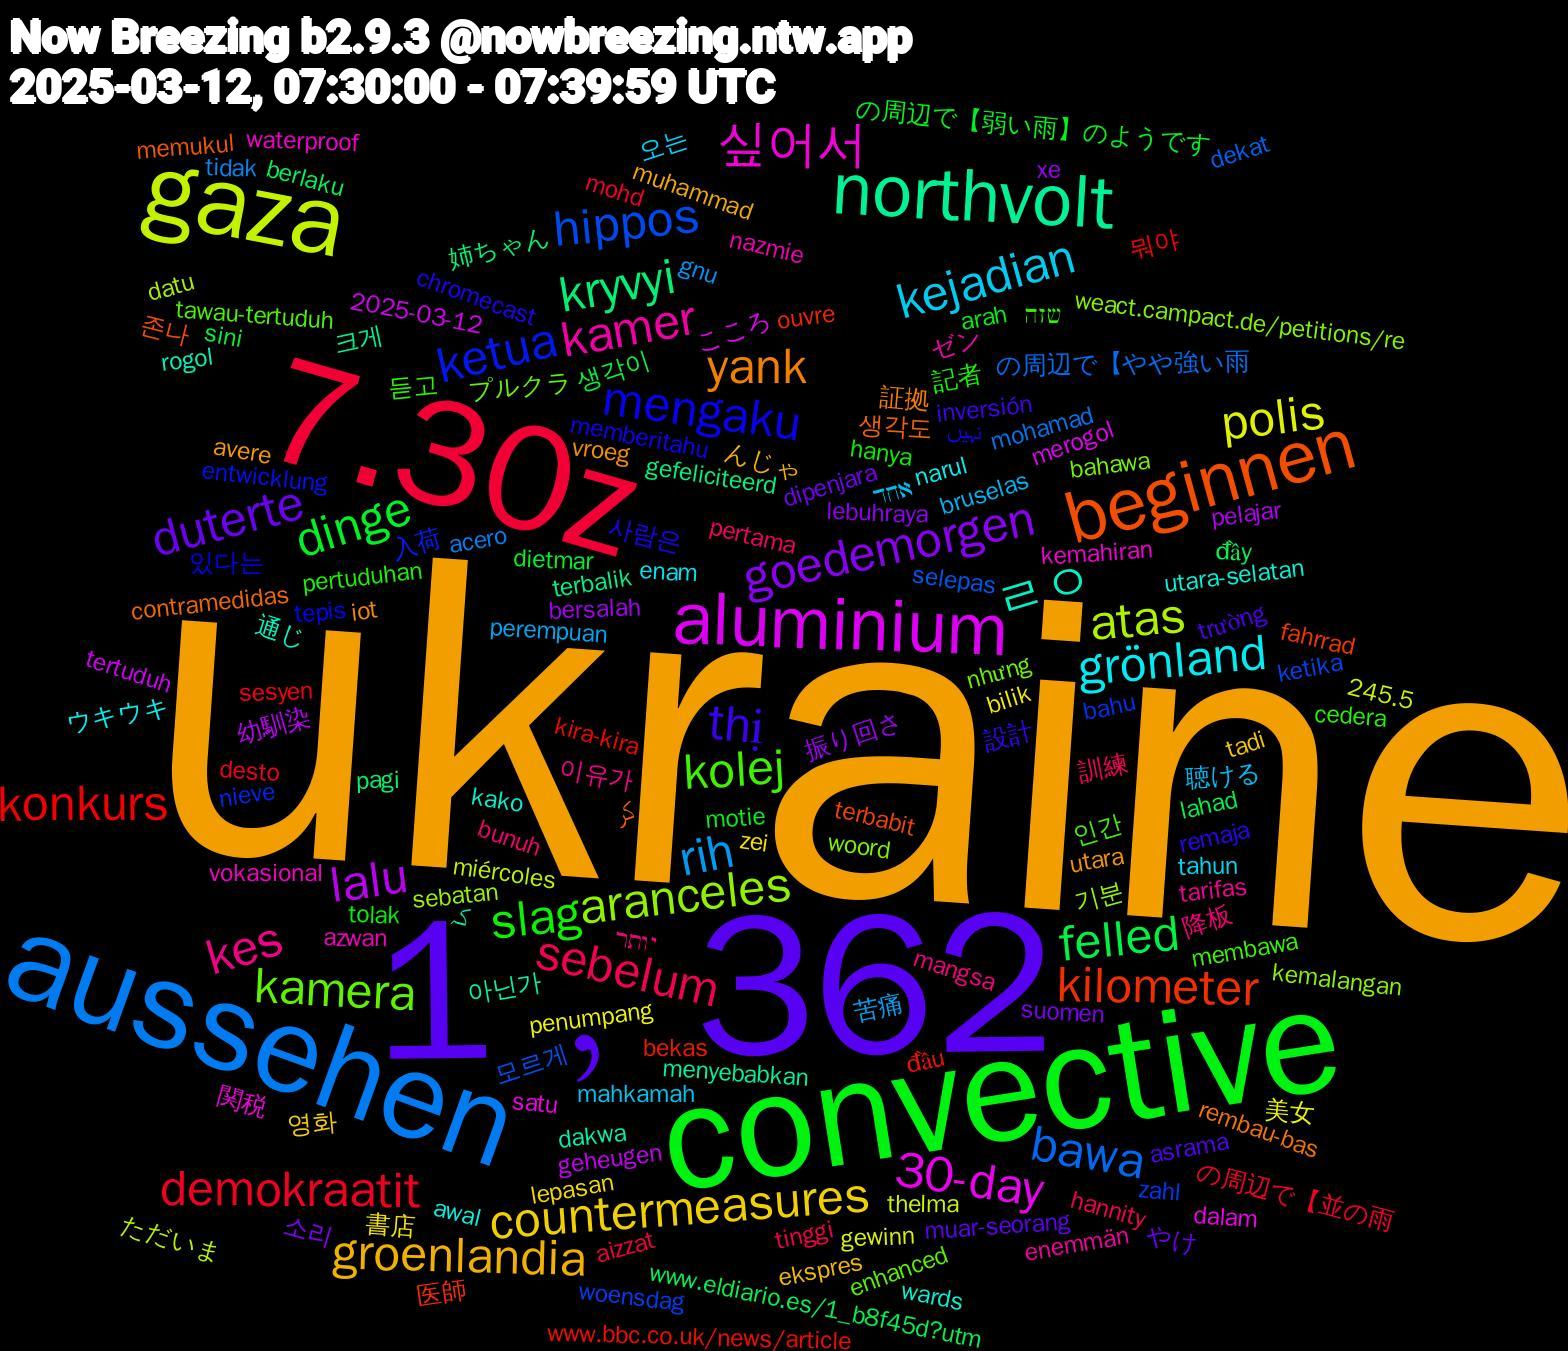 Now Breezing b2.9.3 @nowbreezing.ntw.app
2025-03-12, 07:30:00 - 07:39:59 UTC
の周辺で【弱い雨】のようです
waterproof
싶어서
memukul
tidak
berlaku
오는
dekat
gaza
muhammad
xe
northvolt
mohd
뭐야
hippos
姉ちゃん
nazmie
gnu
datu
kejadian
chromecast
2025-03-12
こころ
tawau-tertuduh
kryvyi
שזה
weact.campact.de/petitions/re
존나
sini
크게
arah
ouvre
rogol
kamer
ゼン
の周辺で【やや強い雨
ketua
yank
듣고
プルクラ
생각이
記者
証拠
polis
mengaku
inversión
mohamad
생각도
نہیں
merogol
avere
memberitahu
hanya
vroeg
んじゃ
beginnen
7.30z
entwicklung
gefeliciteerd
dipenjara
אחד
narul
bahawa
bruselas
duterte
dinge
사람은
lebuhraya
pelajar
thị
goedemorgen
入荷
acero
pertama
kemahiran
đây
있다는
dietmar
ㄹㅇ
pertuduhan
tepis
terbalik
enam
utara-selatan
contramedidas
iot
selepas
aluminium
atas
trường
通じ
bersalah
perempuan
nhưng
fahrrad
grönland
ketika
tertuduh
sesyen
245.5
ウキウキ
bilik
幼馴染
kira-kira
振り回さ
設計
bahu
cedera
tadi
desto
이유가
訓練
聴ける
kolej
konkurs
nieve
pagi
kako
lahad
ukraine
terbabit
motie
인간
remaja
zei
rih
woord
utara
bunuh
miércoles
tahun
vokasional
lalu
aranceles
기분
tarifas
sebatan
tolak
slag
降板
کہ
azwan
יותר
felled
kes
sebelum
membawa
mangsa
aussehen
kamera
아닌가
kilometer
kemalangan
1,362
苦痛
suomen
penumpang
đâu
모르게
bekas
convective
menyebabkan
関税
mahkamah
satu
영화
美女
dakwa
rembau-bas
bawa
asrama
geheugen
30-day
demokraatit
lepasan
zahl
hannity
の周辺で【並の雨
countermeasures
thelma
awal
dalam
ただいま
書店
소리
tinggi
muar-seorang
やけ
gewinn
enemmän
groenlandia
aizzat
ekspres
enhanced
医師
woensdag
www.eldiario.es/1_b8f45d?utm
wards
www.bbc.co.uk/news/article